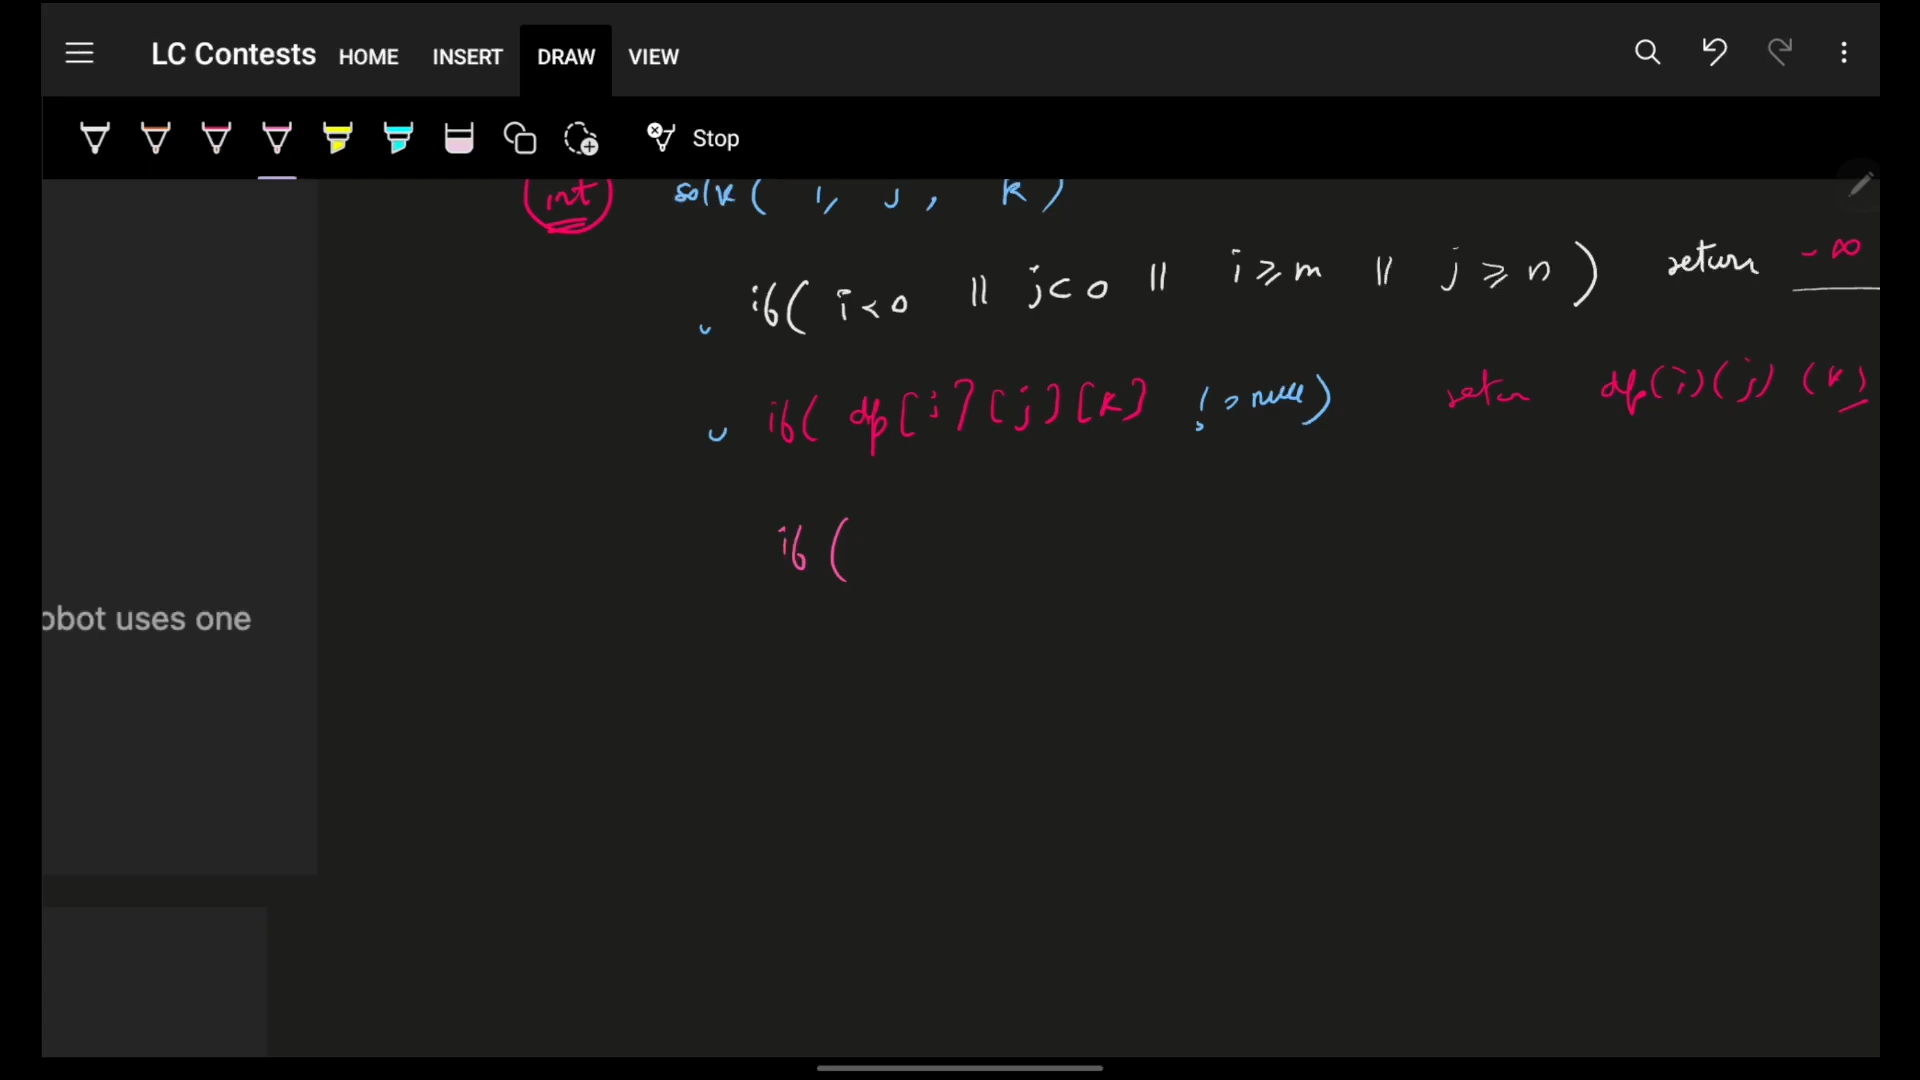 LC Contests HOME INSERT DRAW VIEW
Stop
int solve( i, j, k )
if( i < 0 || j < 0 || i ≥ m || j ≥ n ) return - ∞
if( dp[i][j][k] != null) return dp(i)(j)(k)
if (
obot uses one